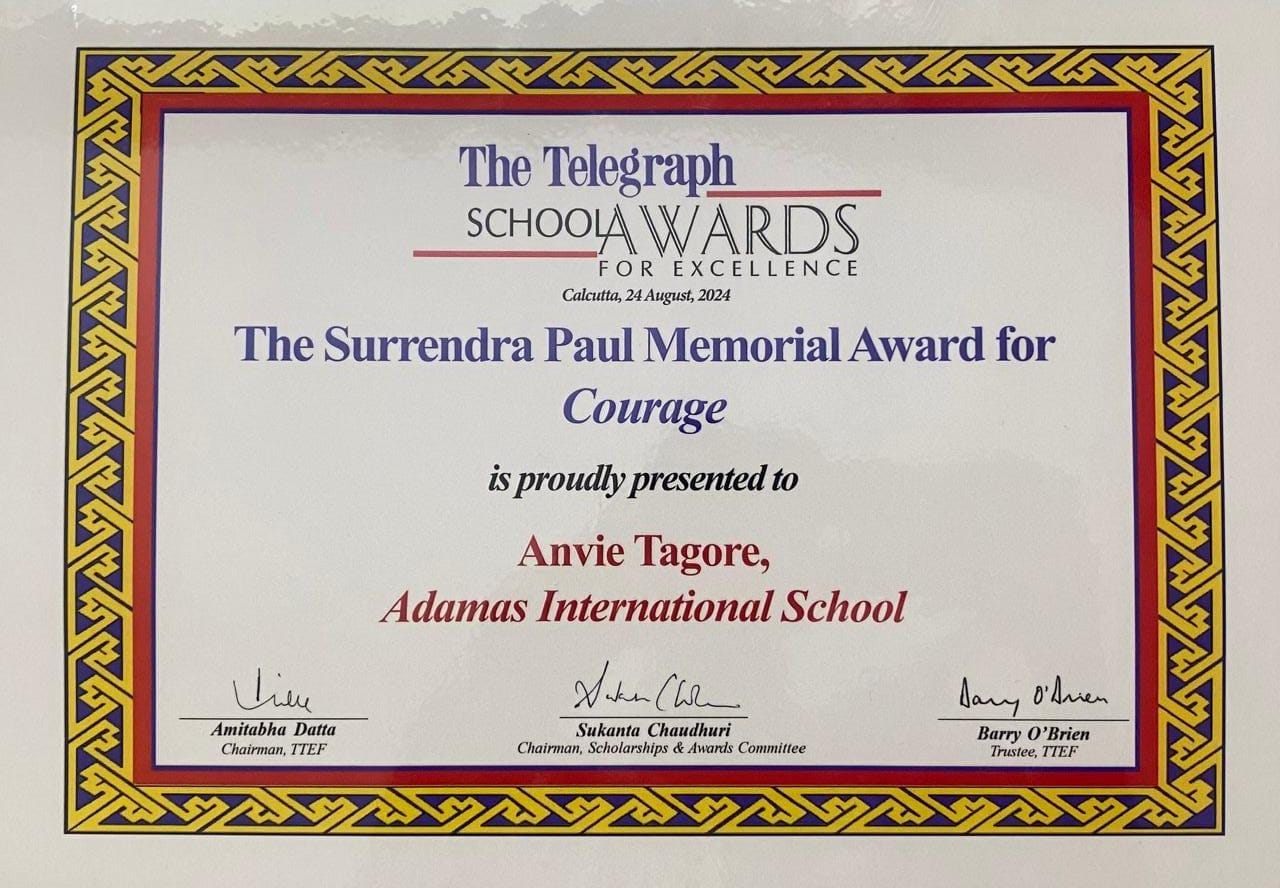 The Telegraph
SCHOOL AWARDS
FOR EXCELLENCE
Calcutta, 24 August, 2024
The Surrendra Paul Memorial Award for
Courage
is proudly presented to
Anvie Tagore,
Adamas International School
Barry O'Brien
Amitabha Datta
Chairman, TTEF
Sukanta Chaudhuri
Chairman, Scholarships & Awards Committee
Barry O'Brien
Trustee, TTEF